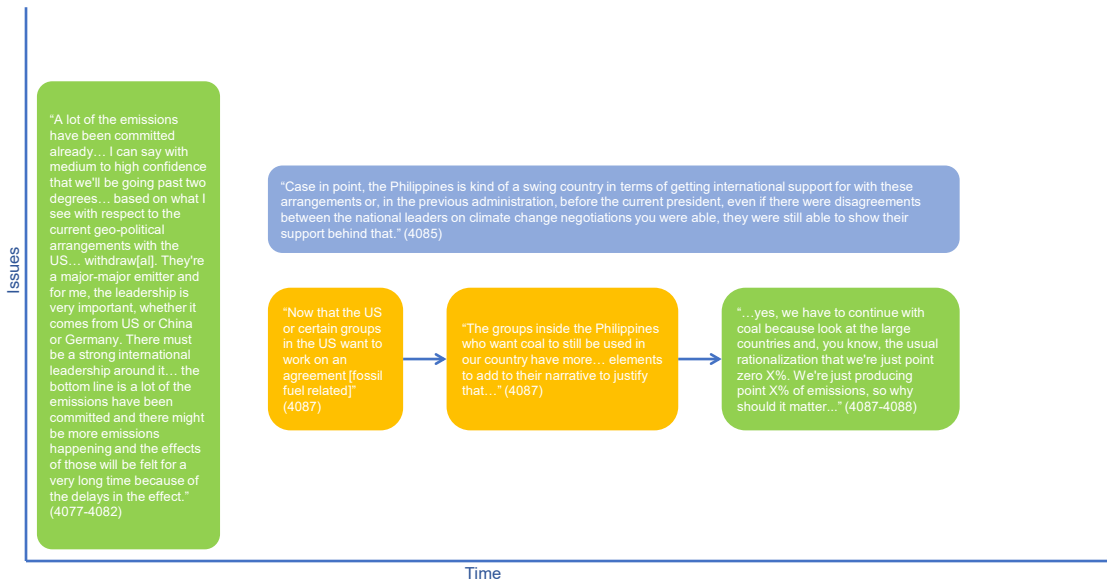 Issues
“A lot of the emissions
have been committed
already… I can say with
medium to high confidence
that we'll be going past two
degrees… based on what I
see with respect to the
current geo-political
arrangements with the
US… withdraw[al]. They're
a major-major emitter and
for me, the leadership is
very important, whether it
comes from US or China
or Germany. There must
be a strong international
leadership around it… the
bottom line is a lot of the
emissions have been
committed and there might
be more emissions
happening and the effects
of those will be felt for a
very long time because of
the delays in the effect.”
(4077-4082)
“Case in point, the Philippines is kind of a swing country in terms of getting international support for with these
arrangements or, in the previous administration, before the current president, even if there were disagreements
between the national leaders on climate change negotiations you were able, they were still able to show their
support behind that.” (4085)
“Now that the US
or certain groups
in the US want to
work on an
agreement [fossil
fuel related]”
(4087)
“The groups inside the Philippines
who want coal to still be used in
our country have more… elements
to add to their narrative to justify
that…” (4087)
“…yes, we have to continue with
coal because look at the large
countries and, you know, the usual
rationalization that we're just point
zero X%. We're just producing
point X% of emissions, so why
should it matter...” (4087-4088)
Time